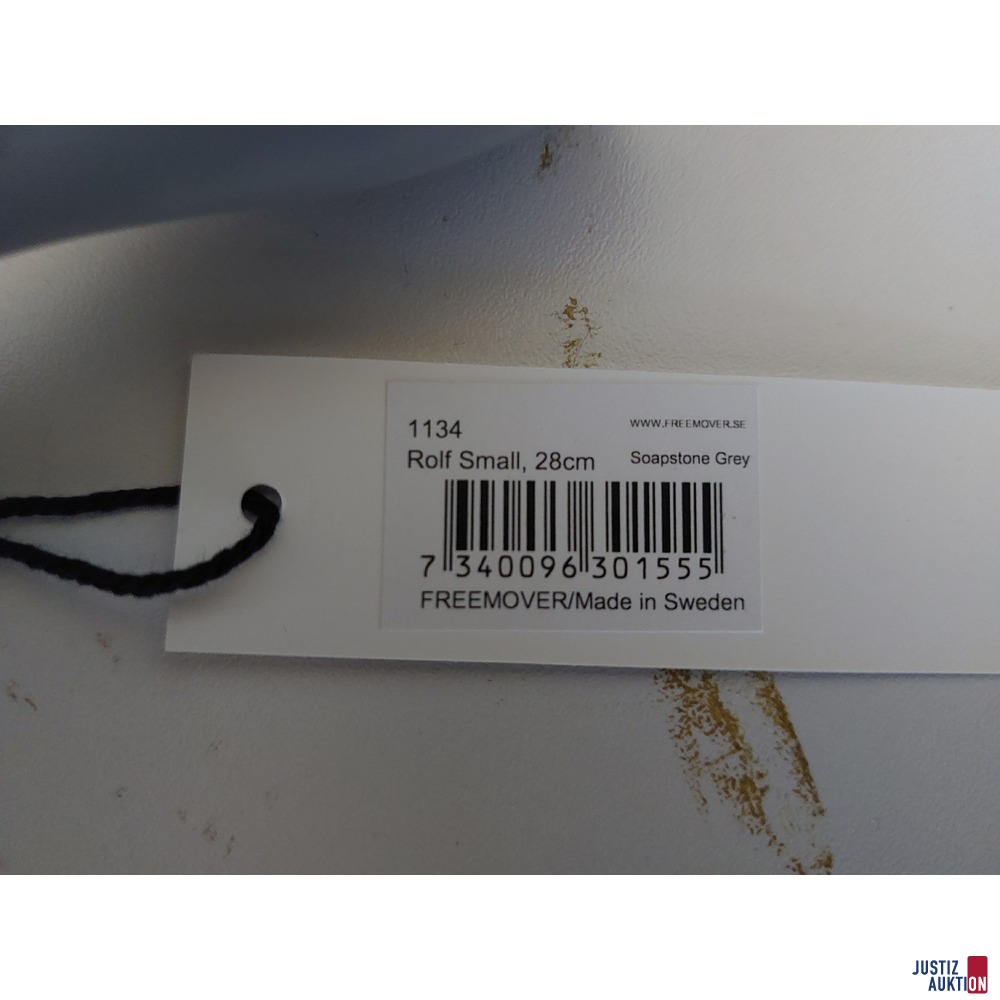 1134
WWW.FREEMOVER.SE
Rolf Small, 28cm
Soapstone Grey
7 340096 301555
FREEMOVER/Made in Sweden
JUSTIZ
AUKTION